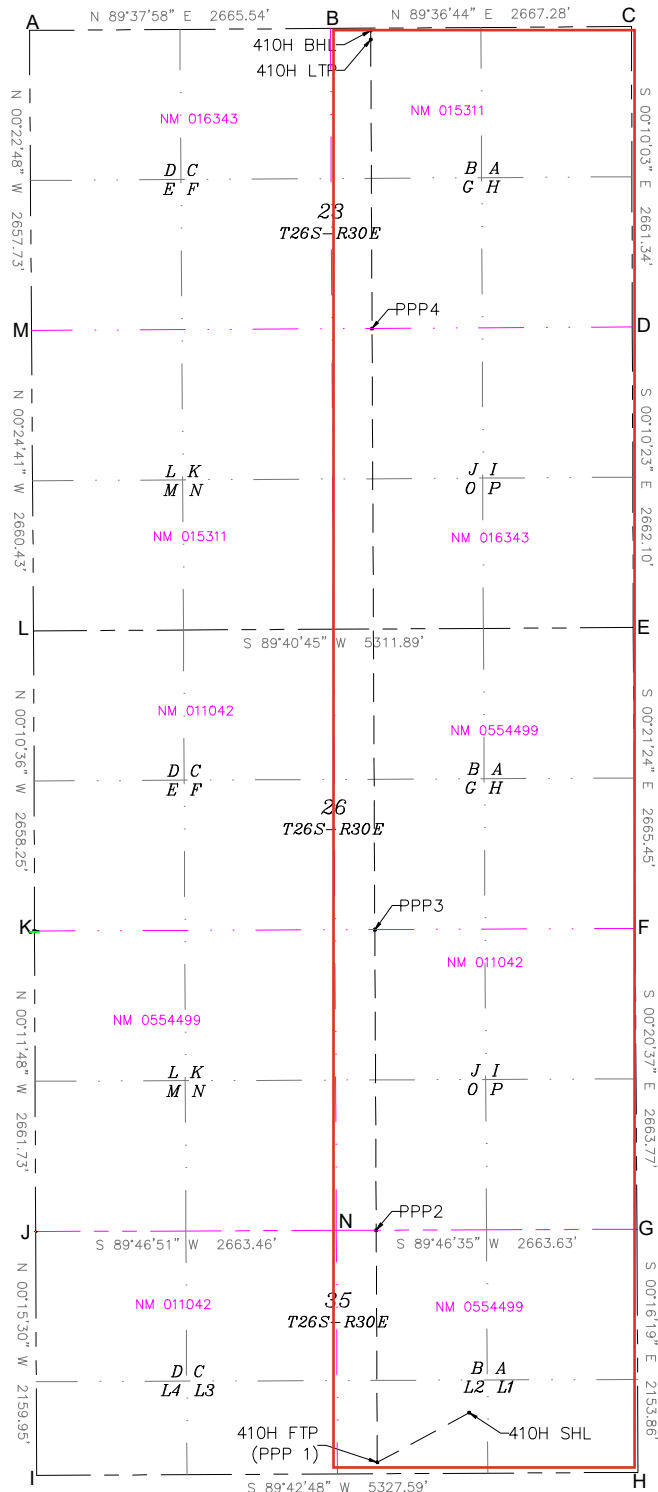 N 89°37'58" E 2665.54'
B
N 89°36'44" E 2667.28'
A
C
410H BHL
410H LTP
N 00°22'48" W 2657.73'
NM 016343
NM 015311
S 00°10'03" E 2661.34'
D C
E F
B A
G H
23
T26S-R30E
M
PPP4
D
N 00°24'41" W 2660.43'
S 00°10'23" E 2662.10'
L K
M N
J I
O P
NM 015311
NM 016343
L
E
S 89°40'45" W 5311.89'
N 00°10'36" W 2658.25'
NM 011042
NM 0554499
S 00°21'24" E 2665.45'
D C
E F
B A
G H
26
T26S-R30E
K
PPP3
F
NM 011042
N 00°11'48" W 2661.73'
NM 0554499
S 00°20'37" E 2663.77'
L K
M N
J I
O P
PPP2
J
N
G
S 89°46'51" W 2663.46'
S 89°46'35" W 2663.63'
N 00°15'30" W 2159.95'
NM 011042
35
T26S-R30E
NM 0554499
S 00°16'19" E 2153.86'
D C
L4 L3
B A
L2 L1
410H FTP
(PPP 1)
410H SHL
I
H
S 89°42'48" W 5327.59'